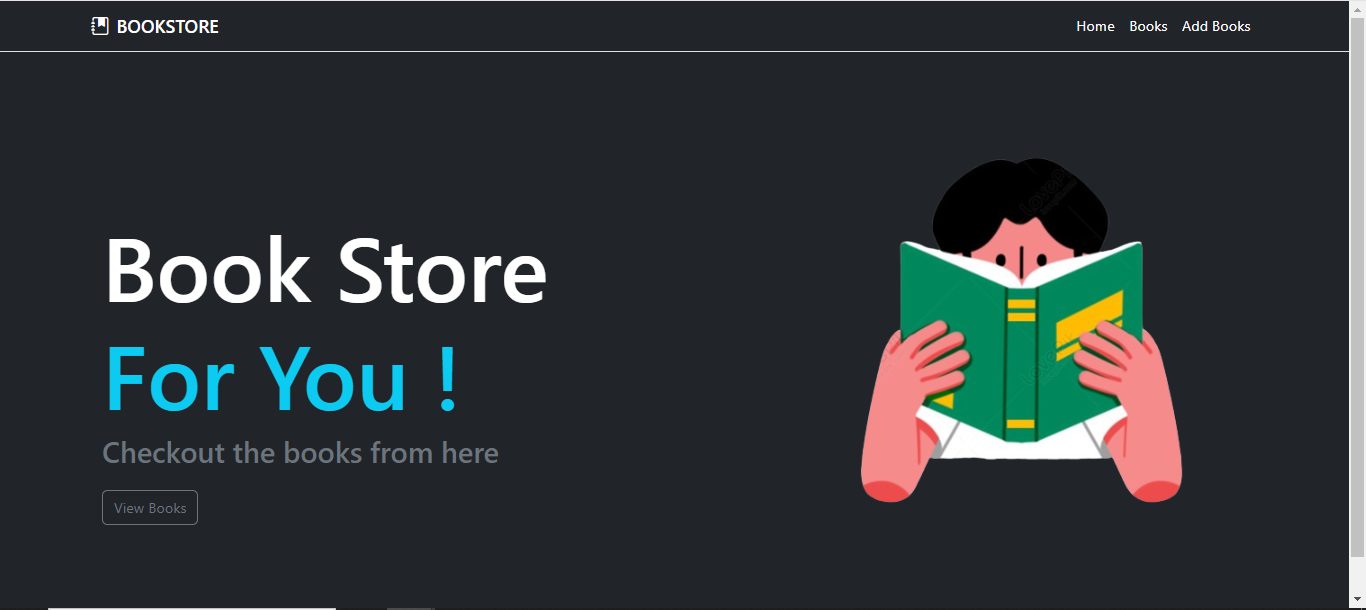 BOOKSTORE
Home Books Add Books
Book Store
For You !
Checkout the books from here
View Books